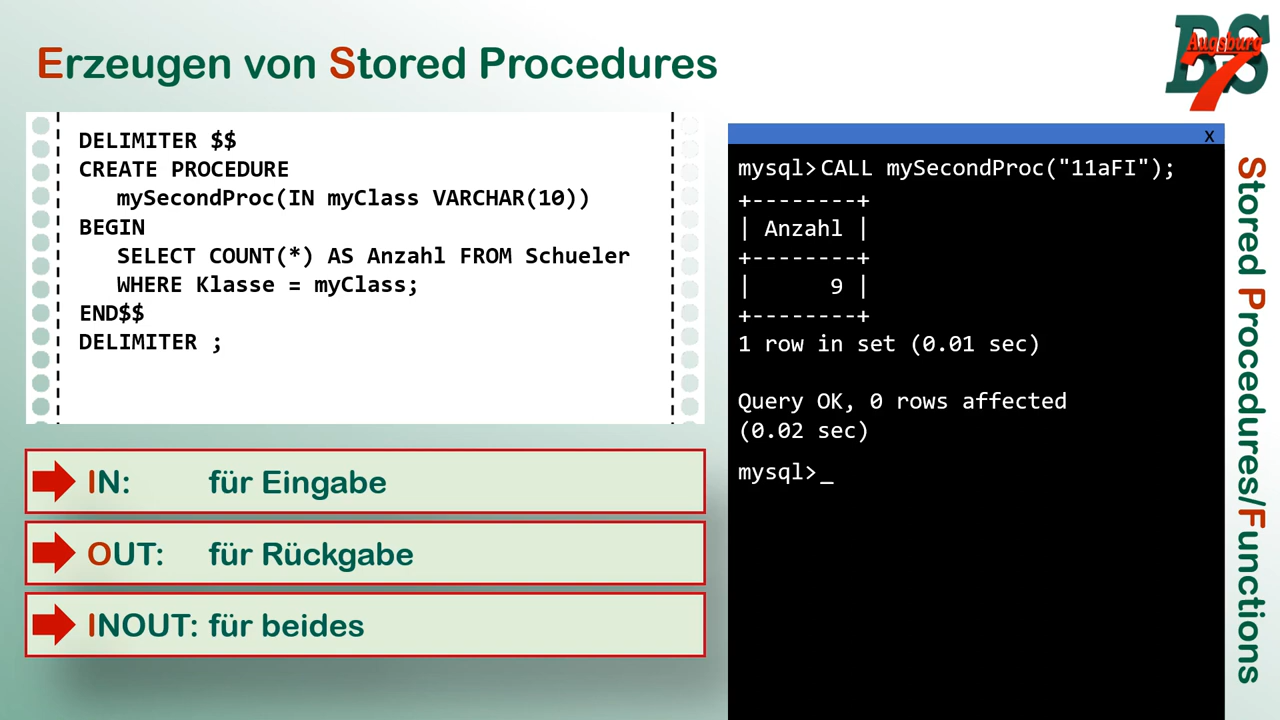 Erzeugen von Stored Procedures
DELIMITER $$
CREATE PROCEDURE
mySecondProc(IN myClass VARCHAR(10))
BEGIN
SELECT COUNT(*) AS Anzahl FROM Schueler
WHERE Klasse = myClass;
END$$
DELIMITER ;
IN: für Eingabe
OUT: für Rückgabe
INOUT: für beides
x
mysql>CALL mySecondProc("11aFI");
+--------+
| Anzahl |
+--------+
|      9 |
+--------+
1 row in set (0.01 sec)
Query OK, 0 rows affected
(0.02 sec)
mysql>_
BS
Augsburg
7
Stored Procedures/Functions